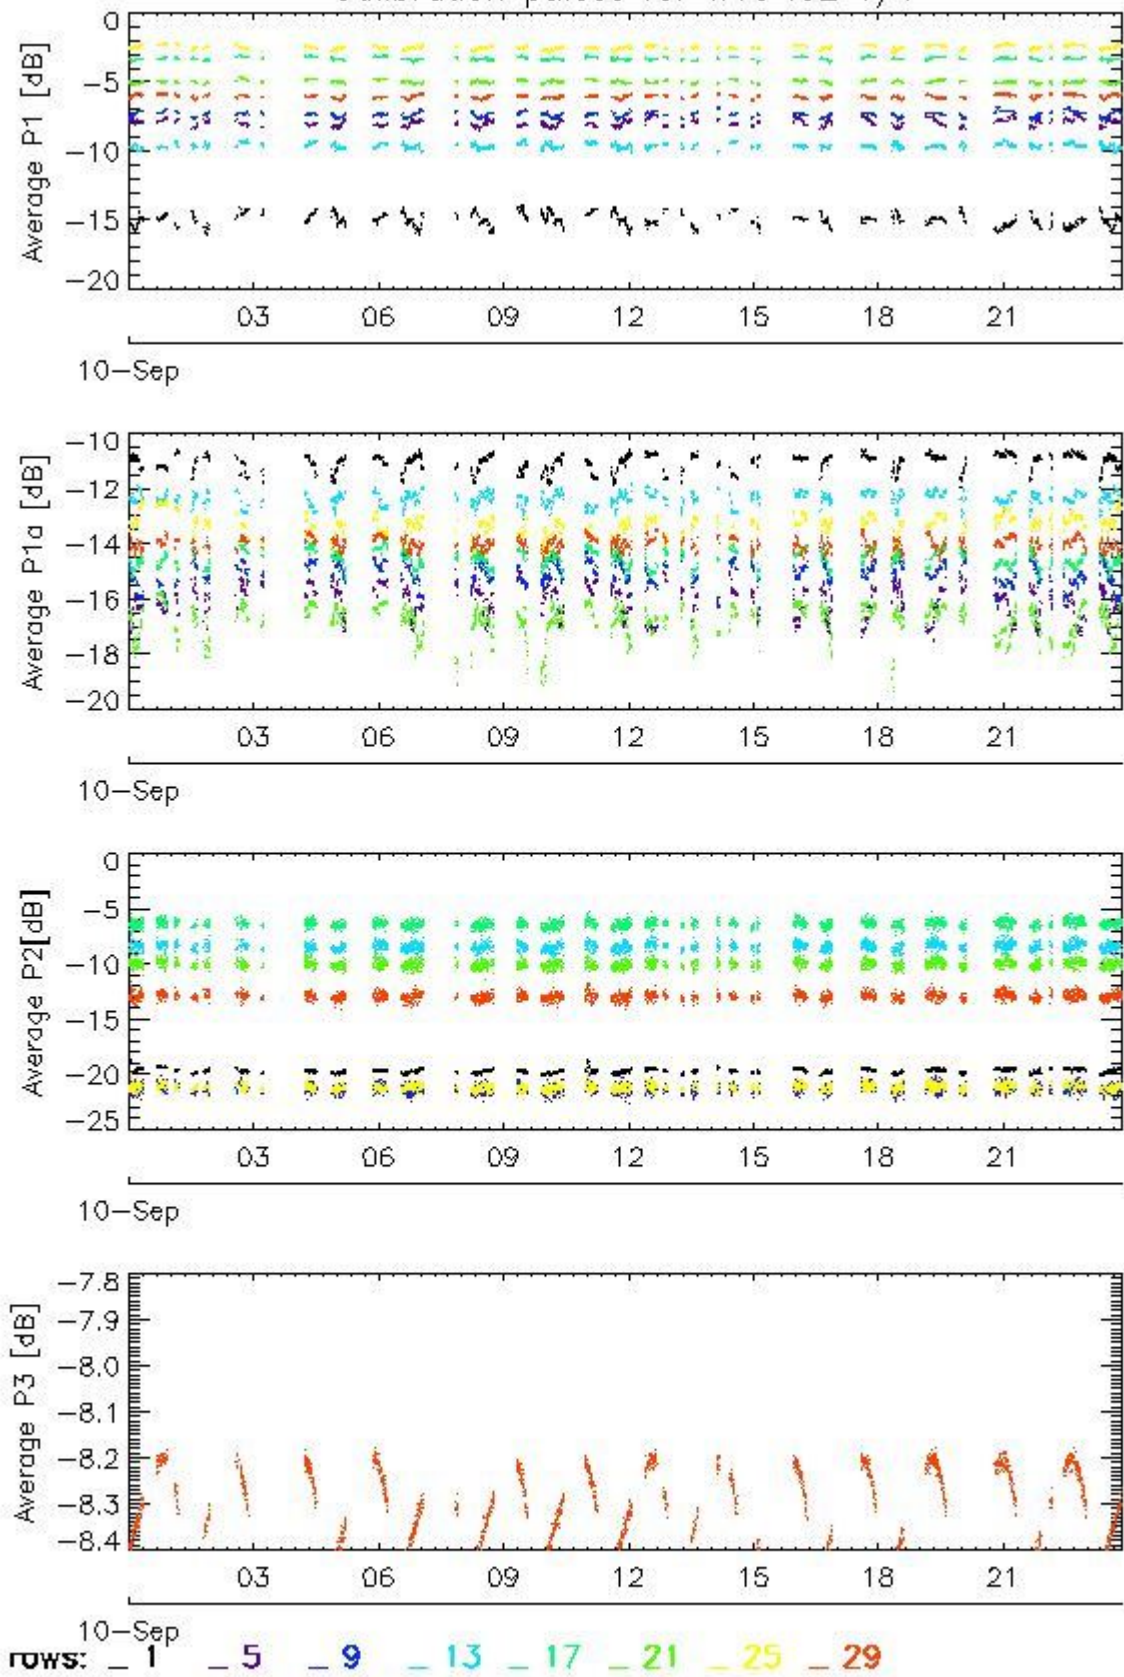 0
−5
−10
−15
−20
Average P1 [dB]
03 06 09 12 15 18 21
10−Sep
−10
−12
−14
−16
−18
−20
Average P1a [dB]
03 06 09 12 15 18 21
10−Sep
0
−5
−10
−15
−20
−25
Average P2[dB]
03 06 09 12 15 18 21
10−Sep
−7.8
−7.9
−8.0
−8.1
−8.2
−8.3
−8.4
Average P3 [dB]
03 06 09 12 15 18 21
10−Sep
rows: _ 1 _ 5 _ 9 _ 13 _ 17 _ 21 _ 25 _ 29